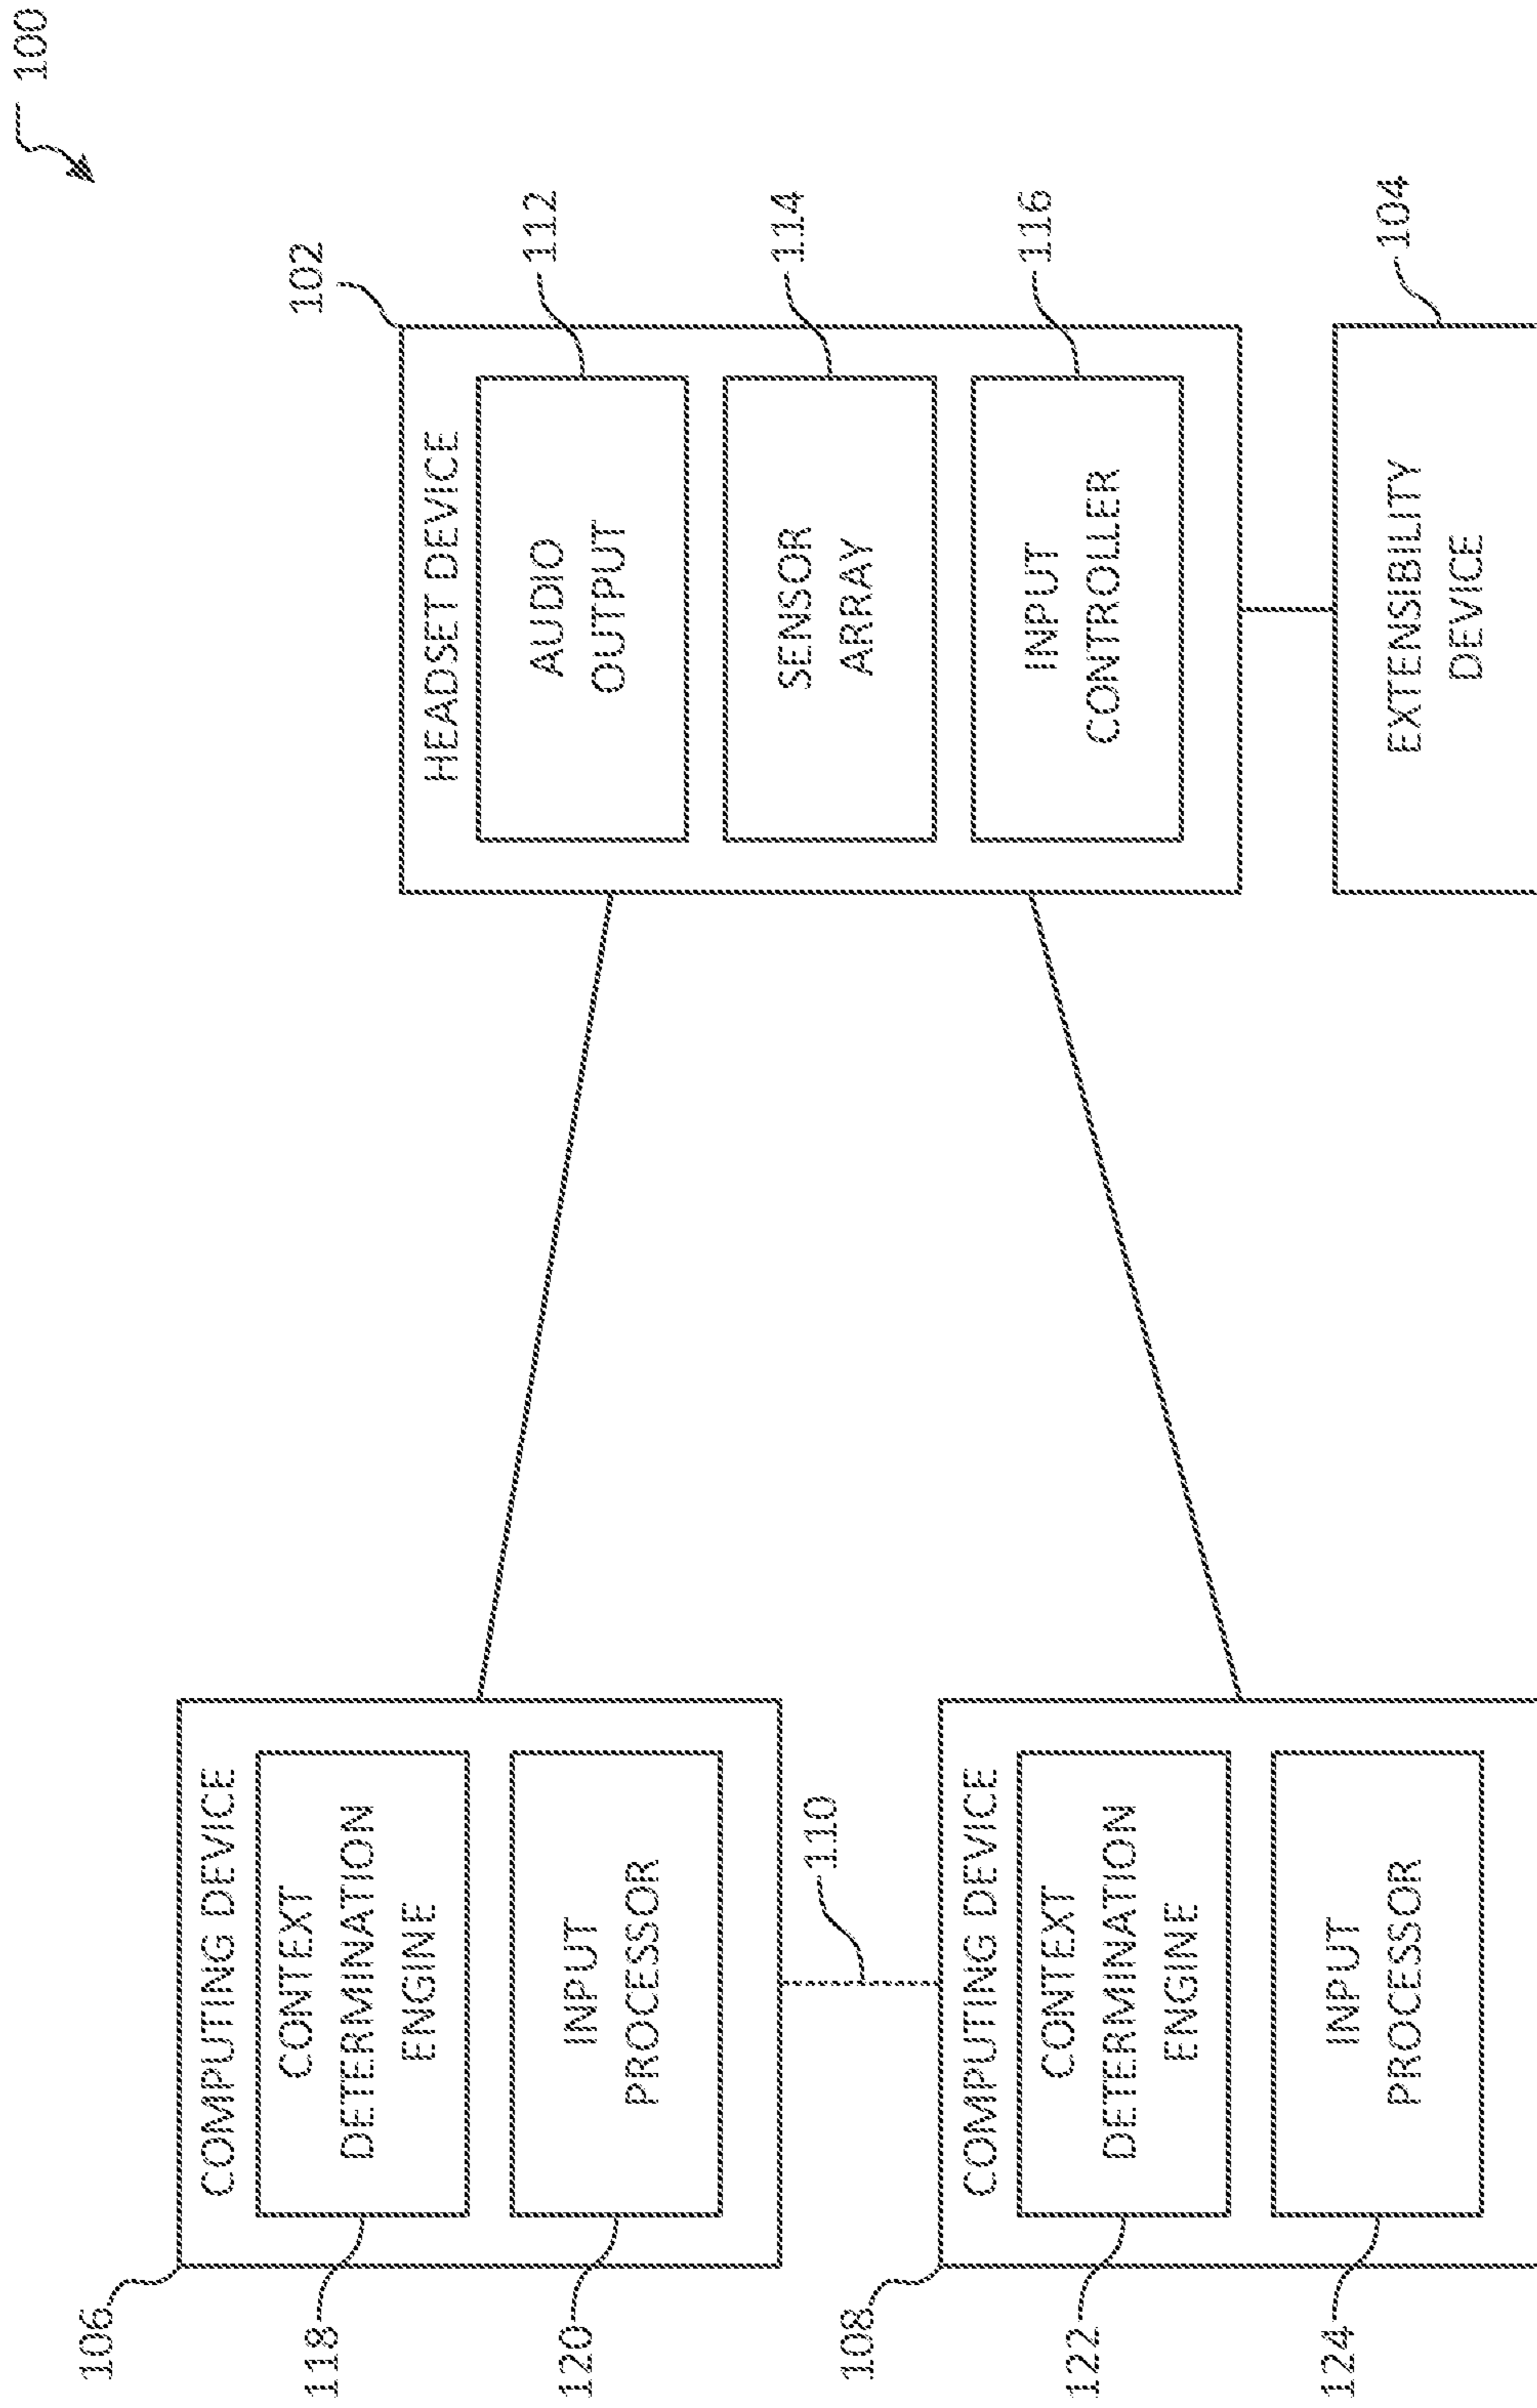 100
106
COMPUTING DEVICE
118
CONTEXT
DETERMINATION
ENGINE
120
INPUT
PROCESSOR
110
108
COMPUTING DEVICE
122
CONTEXT
DETERMINATION
ENGINE
124
INPUT
PROCESSOR
102
HEADSET DEVICE
AUDIO
OUTPUT
112
SENSOR
ARRAY
114
INPUT
CONTROLLER
116
EXTENSIBILITY
DEVICE
104